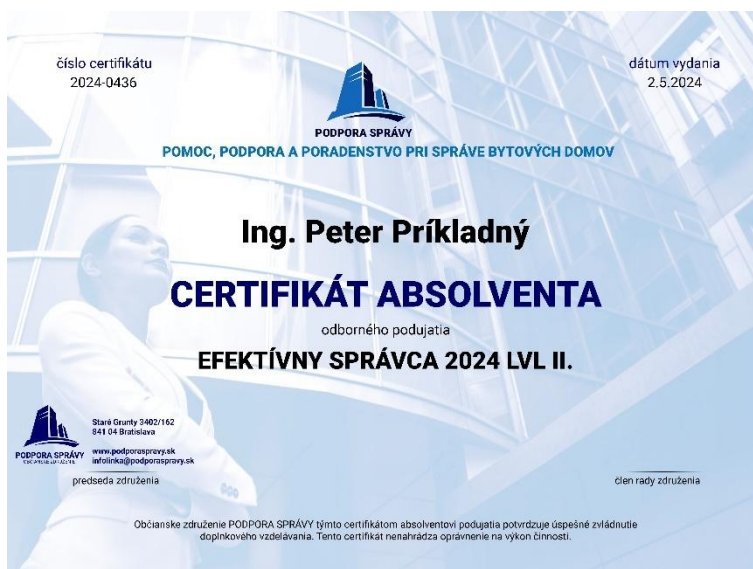 číslo certifikátu
2024-0436
dátum vydania
2.5.2024
PODPORA SPRÁVY
POMOC, PODPORA A PORADENSTVO PRI SPRÁVE BYTOVÝCH DOMOV
Ing. Peter Príkladný
CERTIFIKÁT ABSOLVENTA
odborného podujatia
EFEKTÍVNY SPRÁVCA 2024 LVL II.
PODPORA SPRÁVY
OBČIANSKE ZDRUŽENIE
Staré Grunty 3402/162
841 04 Bratislava
www.podporaspravy.sk
infolinka@podporaspravy.sk
predseda združenia
člen rady združenia
Občianske združenie PODPORA SPRÁVY týmto certifikátom absolventovi podujatia potvrdzuje úspešné zvládnutie
doplnkového vzdelávania. Tento certifikát nenahrádza oprávnenie na výkon činnosti.